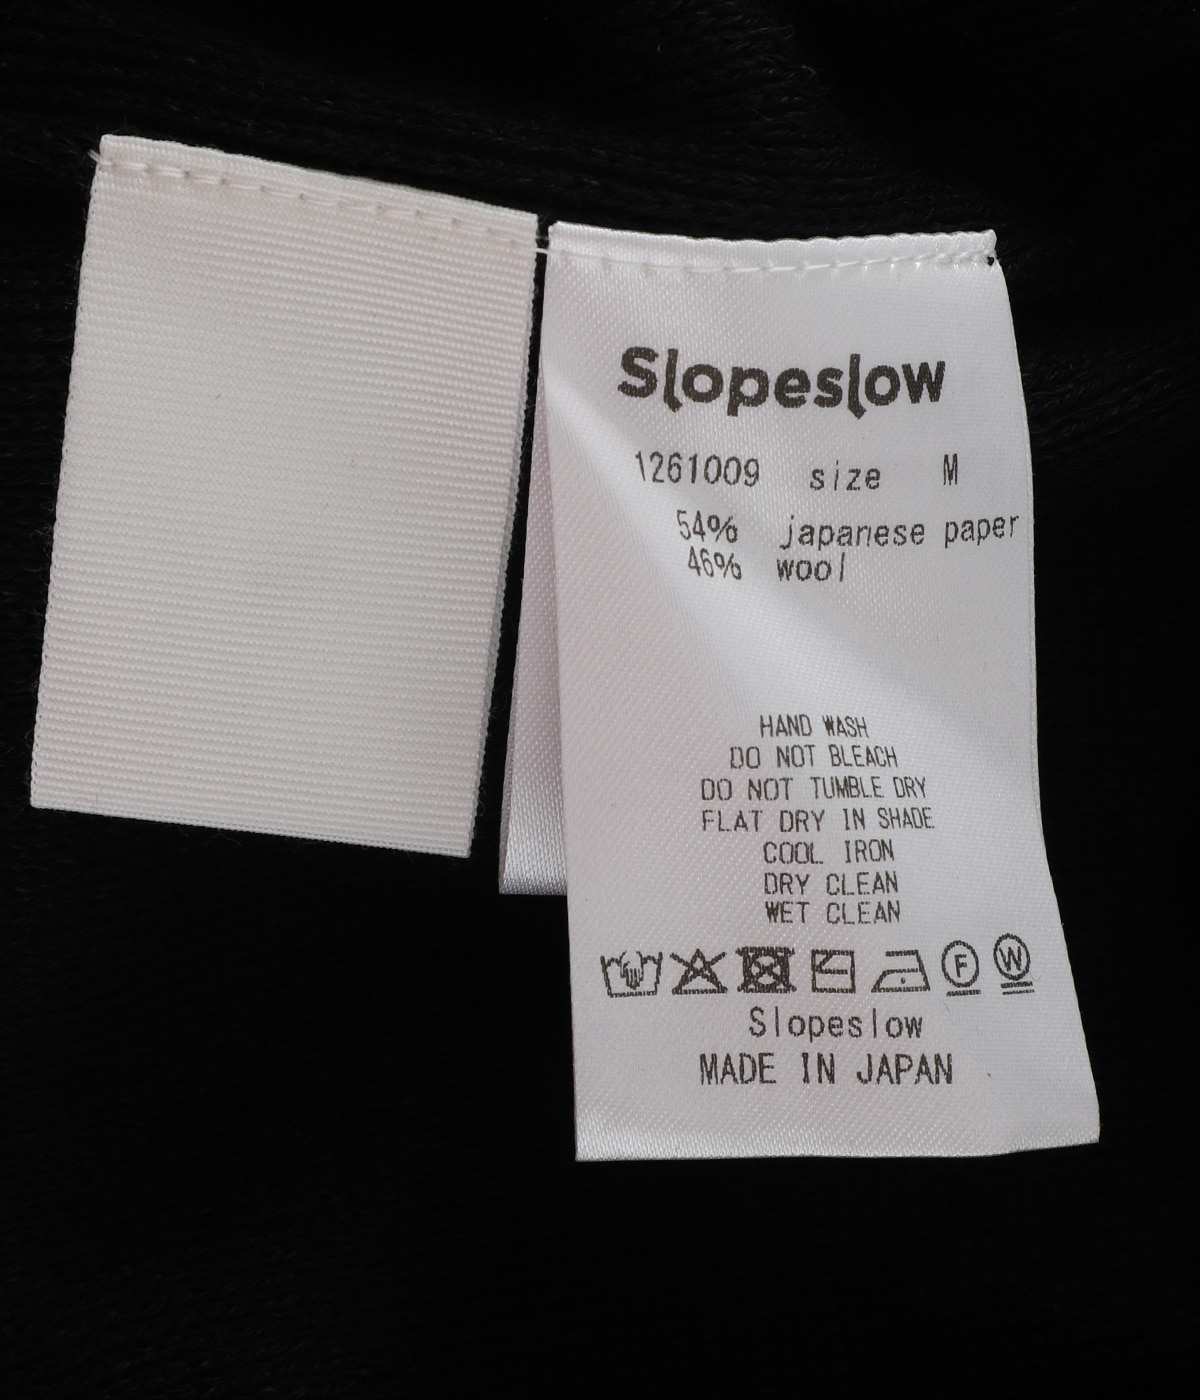 Slopeslow
1261009 size M
54% japanese paper
46% wool
HAND WASH
DO NOT BLEACH
DO NOT TUMBLE DRY
FLAT DRY IN SHADE
COOL IRON
DRY CLEAN
WET CLEAN
F W
Slopeslow
MADE IN JAPAN